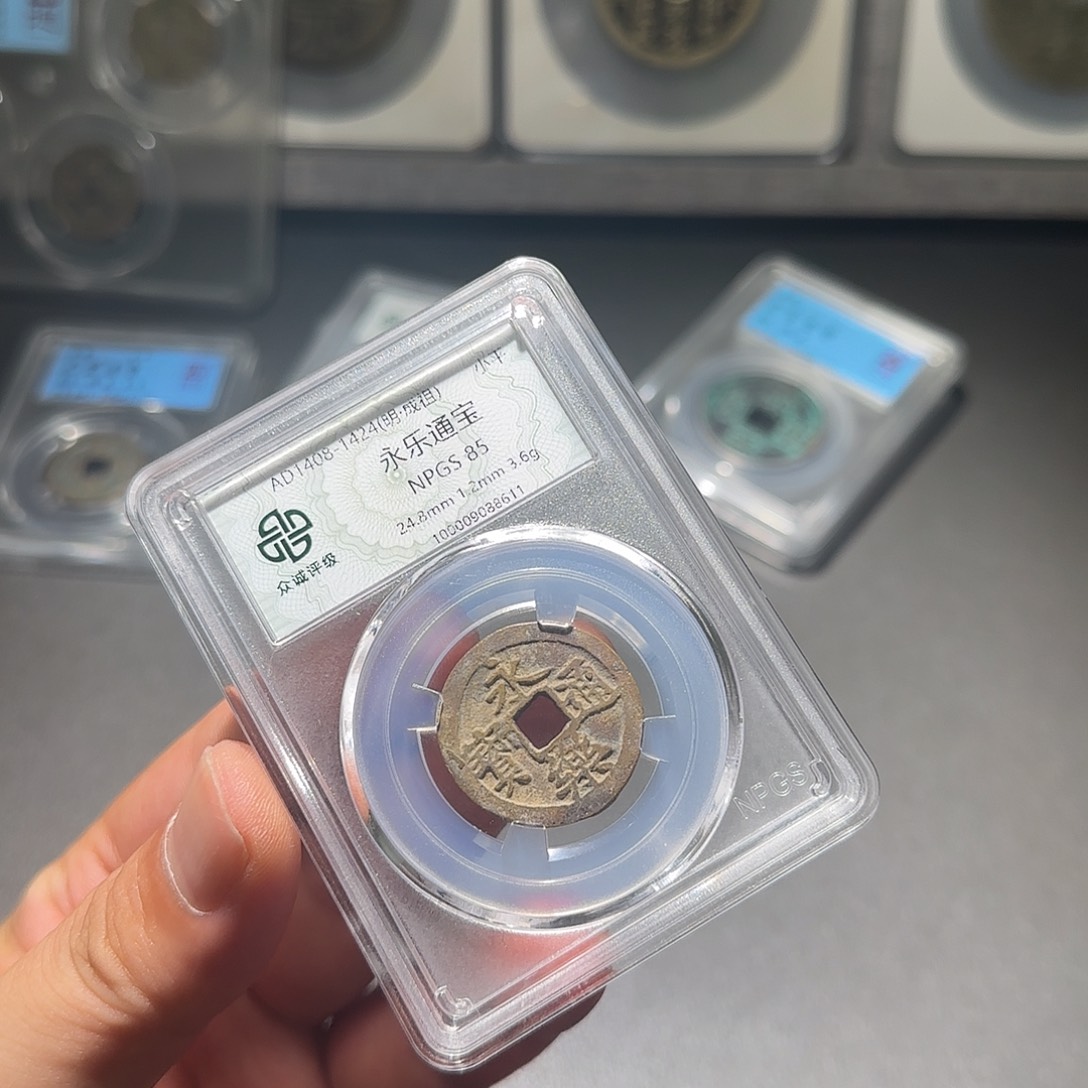 小平
AD1408-1424(明·成祖)
永乐通宝
NPGS 85
24.8mm 1.2mm 3.6g
100009088611
众诚评级
永樂通寶
NPGS